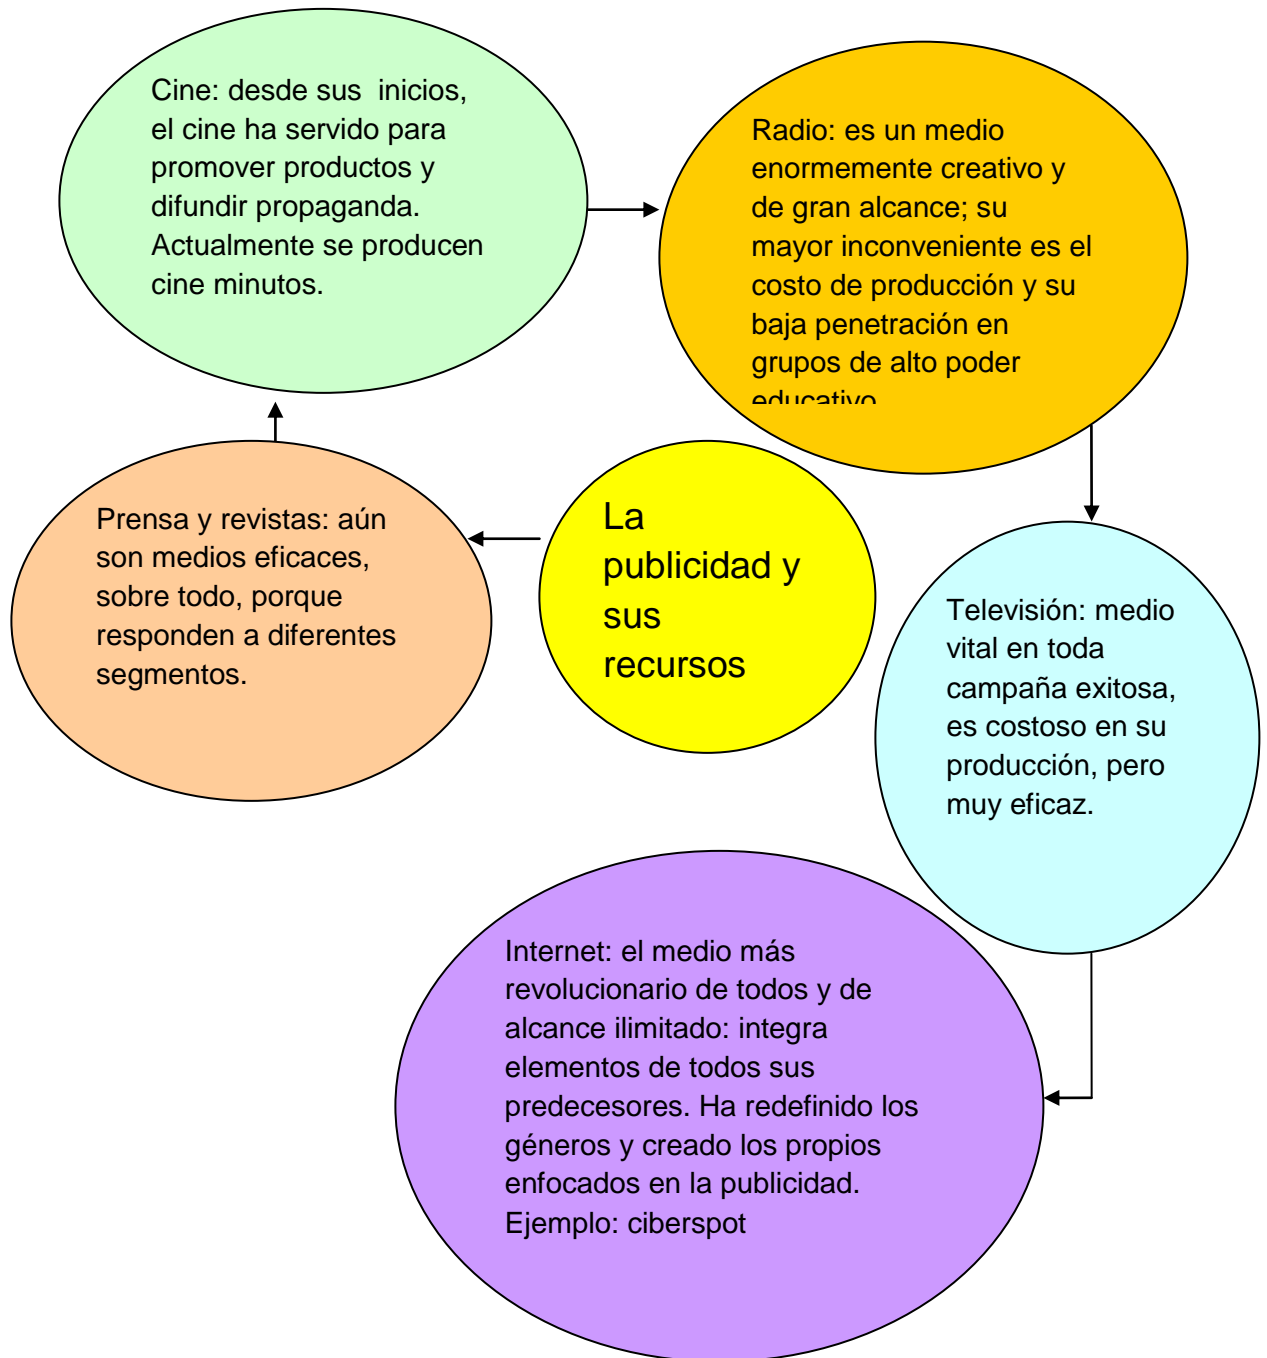 La
publicidad y
sus
recursos
Prensa y revistas: aún
son medios eficaces,
sobre todo, porque
responden a diferentes
segmentos.
Cine: desde sus  inicios,
el cine ha servido para
promover productos y
difundir propaganda.
Actualmente se producen
cine minutos.
Radio: es un medio
enormemente creativo y
de gran alcance; su
mayor inconveniente es el
costo de producción y su
baja penetración en
grupos de alto poder
educativo
Televisión: medio
vital en toda
campaña exitosa,
es costoso en su
producción, pero
muy eficaz.
Internet: el medio más
revolucionario de todos y de
alcance ilimitado: integra
elementos de todos sus
predecesores. Ha redefinido los
géneros y creado los propios
enfocados en la publicidad.
Ejemplo: ciberspot